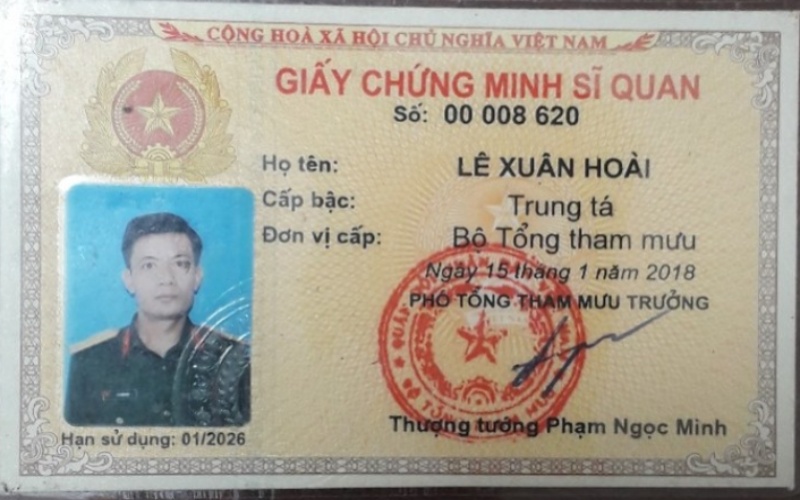 CỘNG HOÀ XÃ HỘI CHỦ NGHĨA VIỆT NAM
GIẤY CHỨNG MINH SĨ QUAN
Số: 00 008 620
Họ tên: LÊ XUÂN HOÀI
Cấp bậc: Trung tá
Đơn vị cấp: Bộ Tổng tham mưu
Ngày 15 tháng 1 năm 2018
PHÓ TỔNG THAM MƯU TRƯỞNG
Thượng tướng Phạm Ngọc Minh
Hạn sử dụng: 01/2026